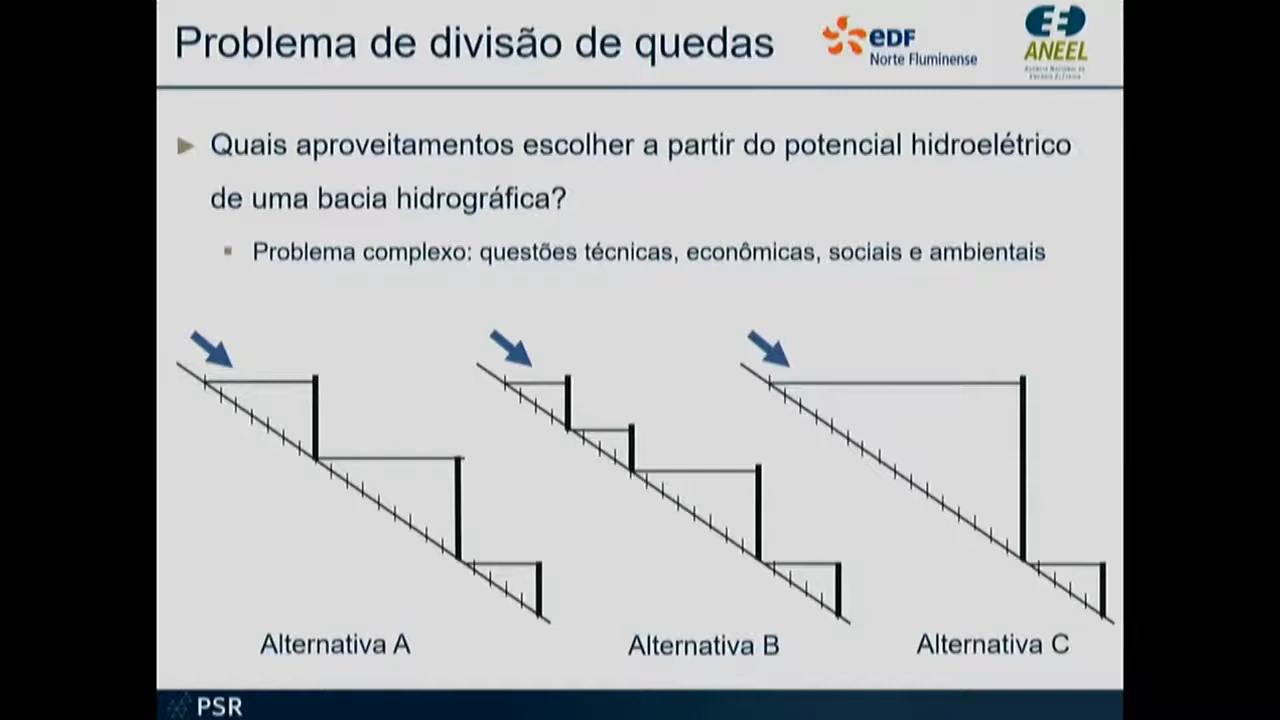 Problema de divisão de quedas
EDF
Norte Fluminense
ANEEL
Quais aproveitamentos escolher a partir do potencial hidroelétrico
de uma bacia hidrográfica?
Problema complexo: questões técnicas, econômicas, sociais e ambientais
Alternativa A
Alternativa B
Alternativa C
PSR